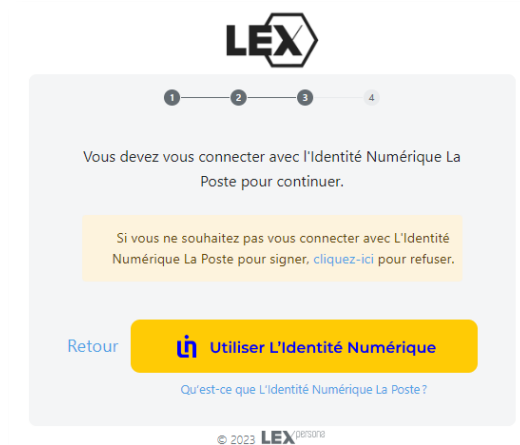 LEX
1 2 3 4
Vous devez vous connecter avec l'Identité Numérique La
Poste pour continuer.
Si vous ne souhaitez pas vous connecter avec L'Identité
Numérique La Poste pour signer, cliquez-ici pour refuser.
Retour
Utiliser L'Identité Numérique
Qu'est-ce que L'Identité Numérique La Poste ?
© 2023 LEX persona